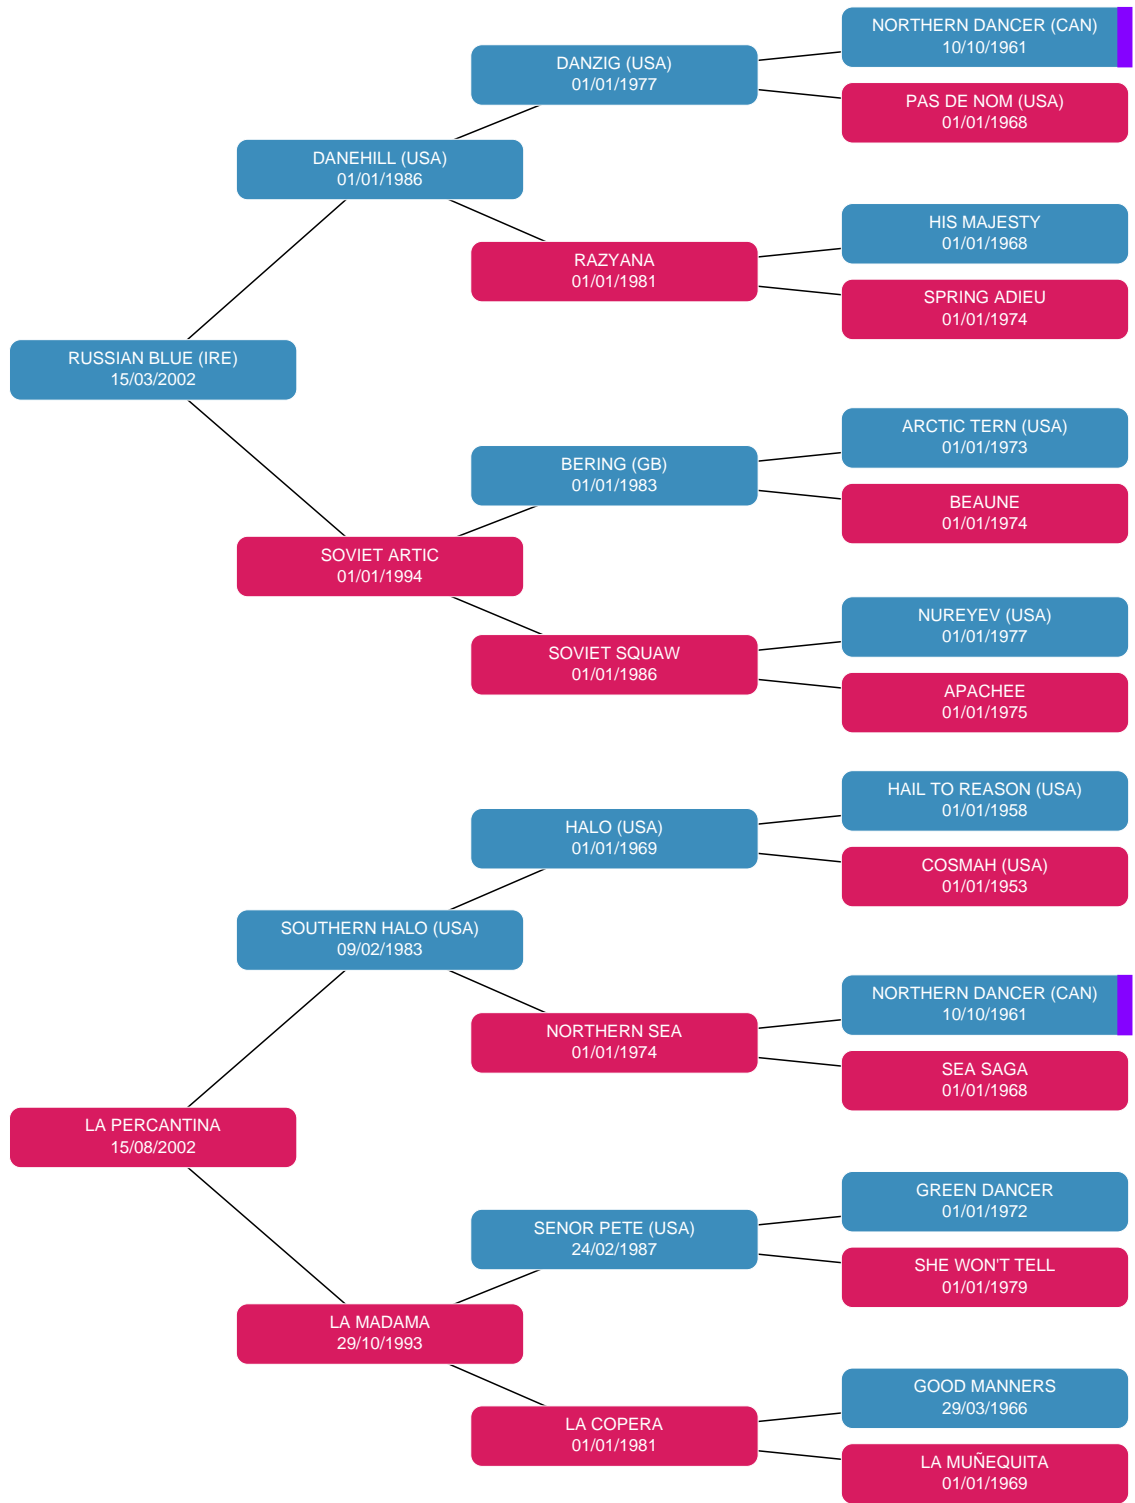 NORTHERN DANCER (CAN)
10/10/1961
DANZIG (USA)
01/01/1977
PAS DE NOM (USA)
01/01/1968
DANEHILL (USA)
01/01/1986
HIS MAJESTY
01/01/1968
RAZYANA
01/01/1981
SPRING ADIEU
01/01/1974
RUSSIAN BLUE (IRE)
15/03/2002
ARCTIC TERN (USA)
01/01/1973
BERING (GB)
01/01/1983
BEAUNE
01/01/1974
SOVIET ARTIC
01/01/1994
NUREYEV (USA)
01/01/1977
SOVIET SQUAW
01/01/1986
APACHEE
01/01/1975
HAIL TO REASON (USA)
01/01/1958
HALO (USA)
01/01/1969
COSMAH (USA)
01/01/1953
SOUTHERN HALO (USA)
09/02/1983
NORTHERN DANCER (CAN)
10/10/1961
NORTHERN SEA
01/01/1974
SEA SAGA
01/01/1968
LA PERCANTINA
15/08/2002
GREEN DANCER
01/01/1972
SENOR PETE (USA)
24/02/1987
SHE WON'T TELL
01/01/1979
LA MADAMA
29/10/1993
GOOD MANNERS
29/03/1966
LA COPERA
01/01/1981
LA MUÑEQUITA
01/01/1969